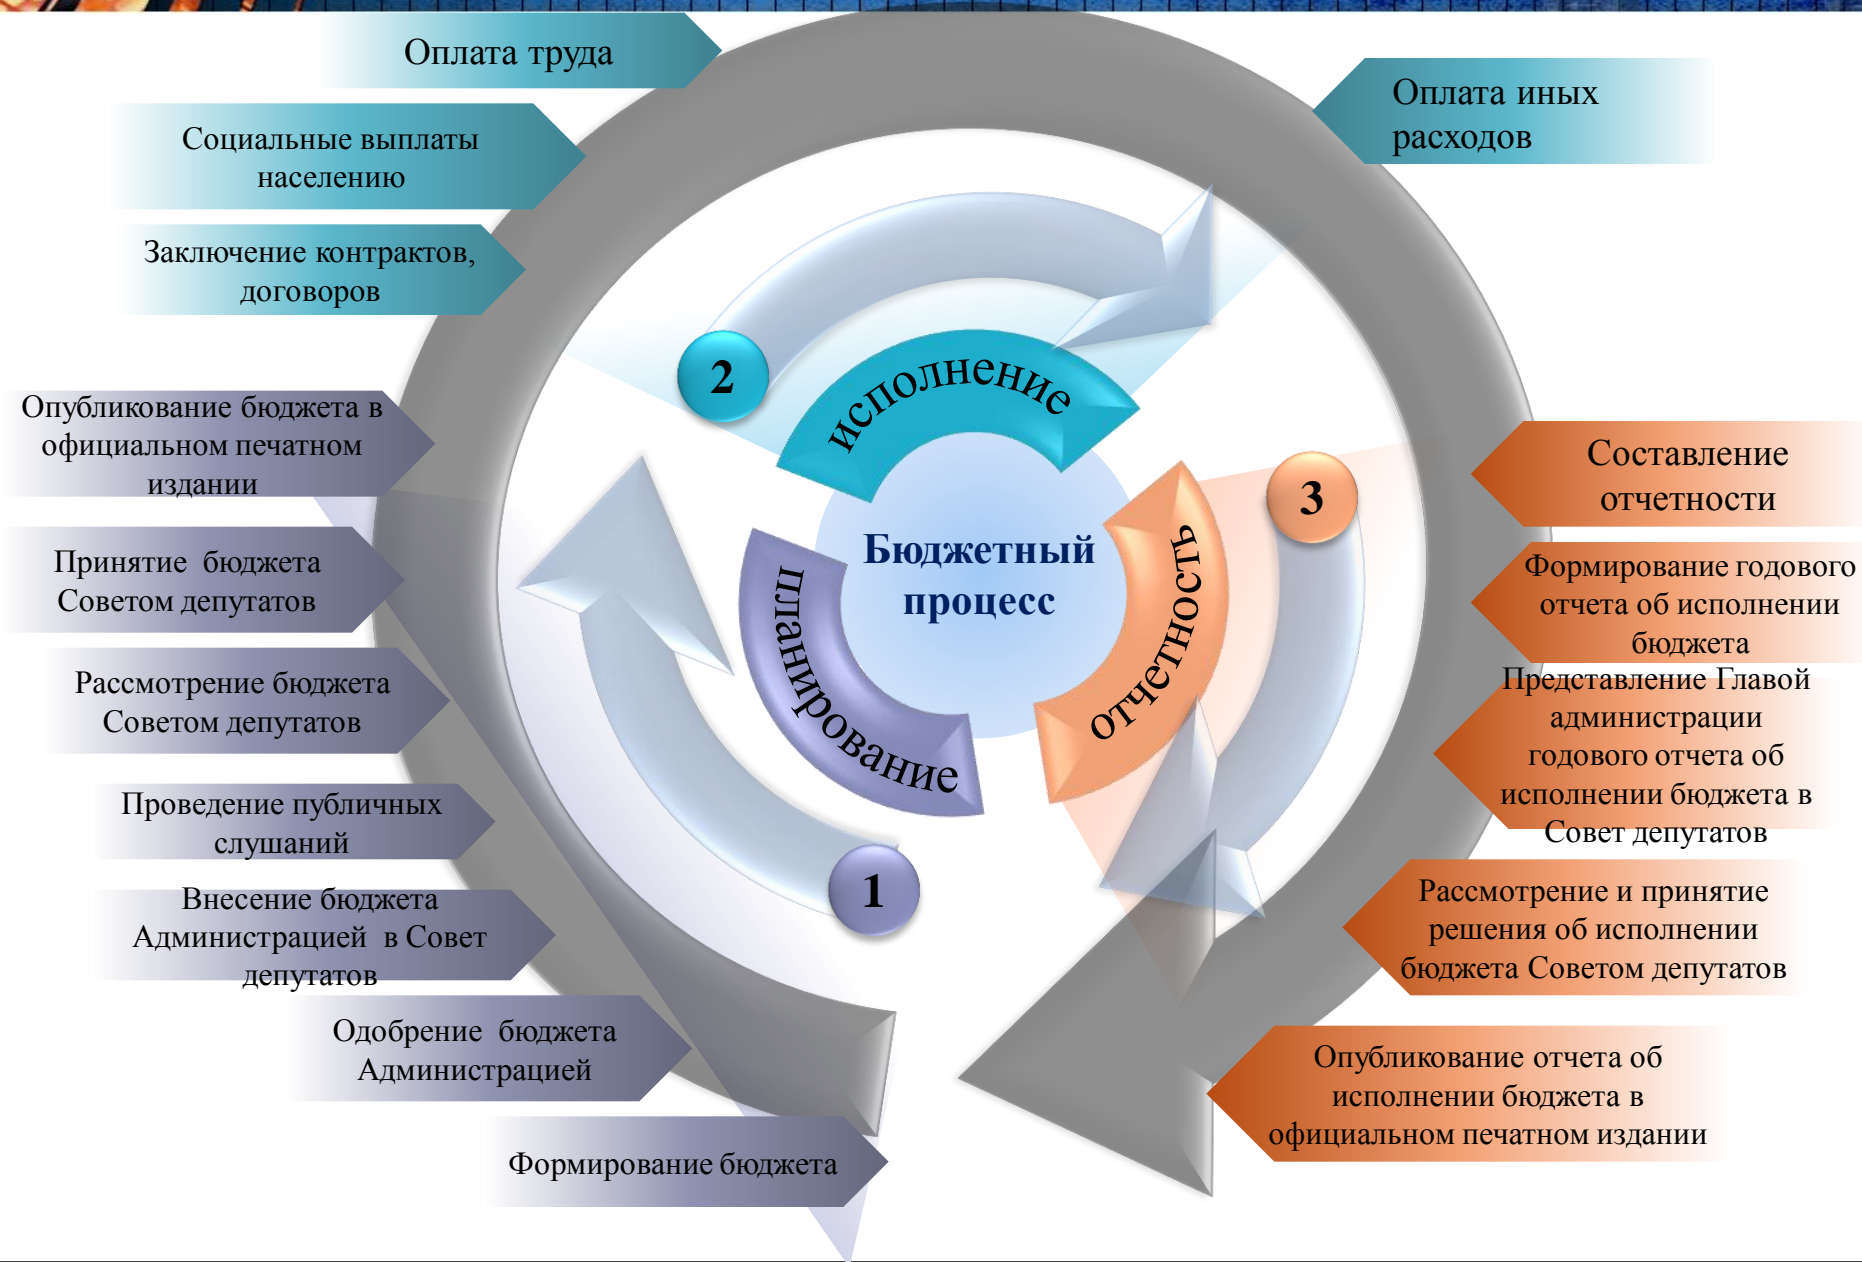 Оплата труда
Оплата иных
расходов
Социальные выплаты
населению
Заключение контрактов,
договоров
2
исполнение
Опубликование бюджета в
официальном печатном
издании
Принятие бюджета
Советом депутатов
Рассмотрение бюджета
Советом депутатов
Проведение публичных
слушаний
Внесение бюджета
Администрацией в Совет
депутатов
Одобрение бюджета
Администрацией
Формирование бюджета
1
планирование
Бюджетный
процесс
отчетность
3
Составление
отчетности
Формирование годового
отчета об исполнении
бюджета
Представление Главой
администрации
годового отчета об
исполнении бюджета в
Совет депутатов
Рассмотрение и принятие
решения об исполнении
бюджета Советом депутатов
Опубликование отчета об
исполнении бюджета в
официальном печатном издании